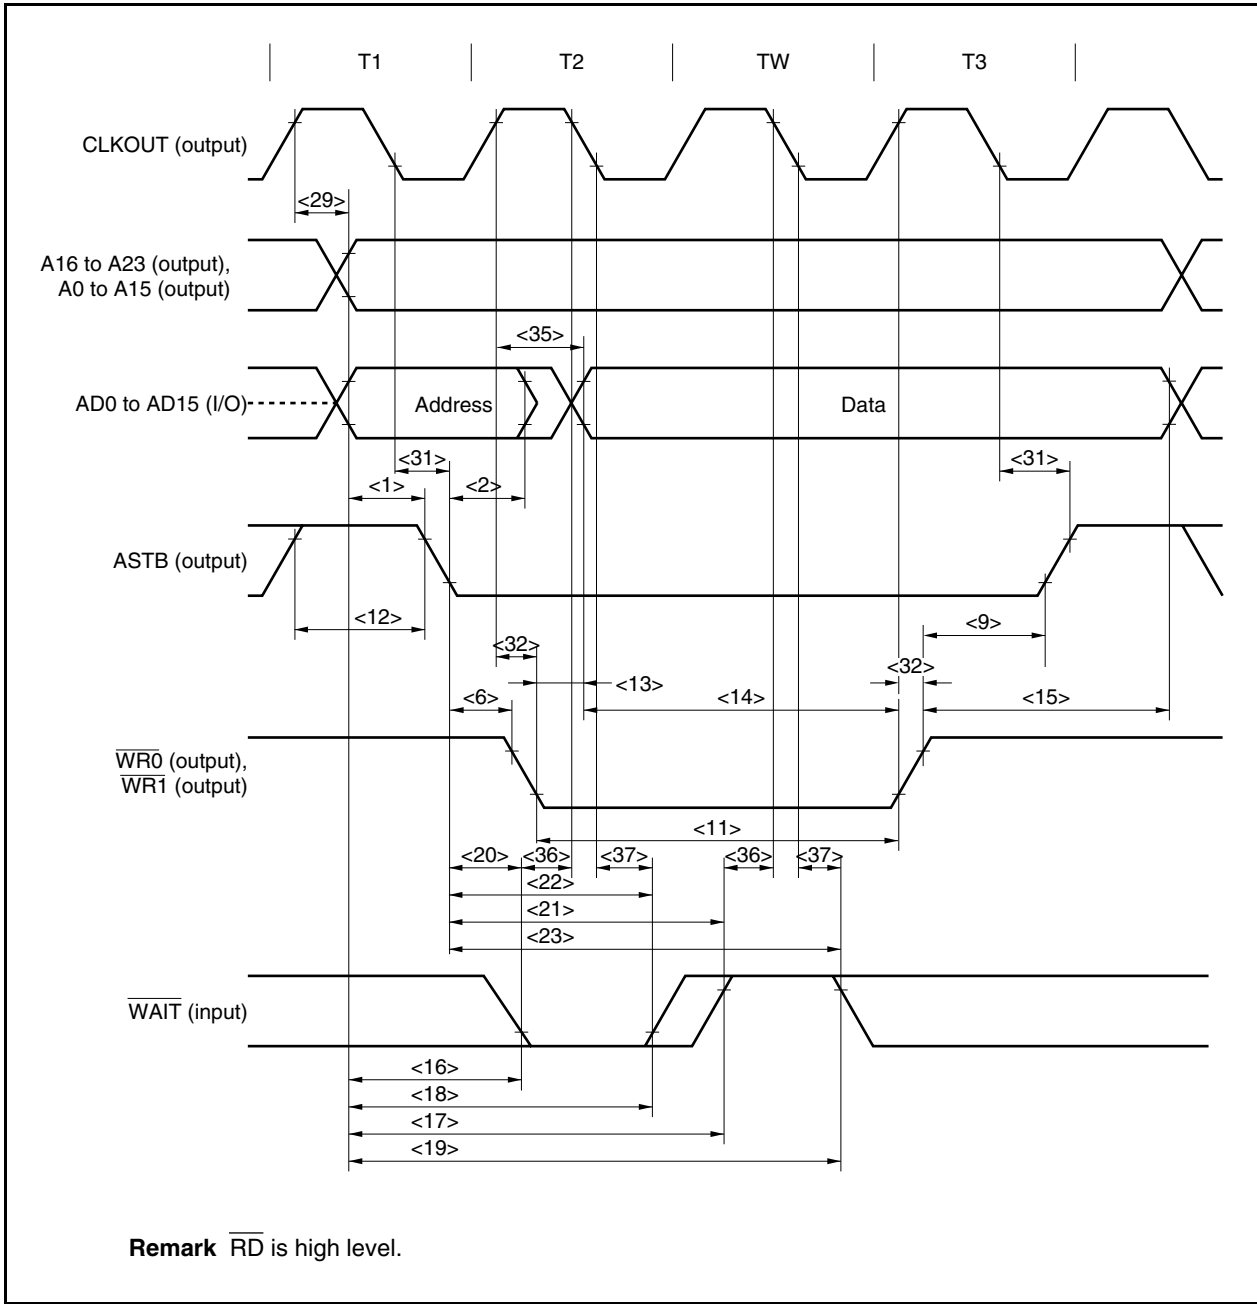 T1 T2 TW T3
CLKOUT (output)
<29>
A16 to A23 (output),
A0 to A15 (output)
<35>
AD0 to AD15 (I/O) Address Data
<31> <31>
<1> <2>
ASTB (output)
<12> <9>
<32> <32>
<13>
<6> <14> <15>
WR0 (output),
WR1 (output)
<11>
<20> <36> <37> <36> <37>
<22>
<21>
<23>
WAIT (input)
<16>
<18>
<17>
<19>
Remark RD is high level.